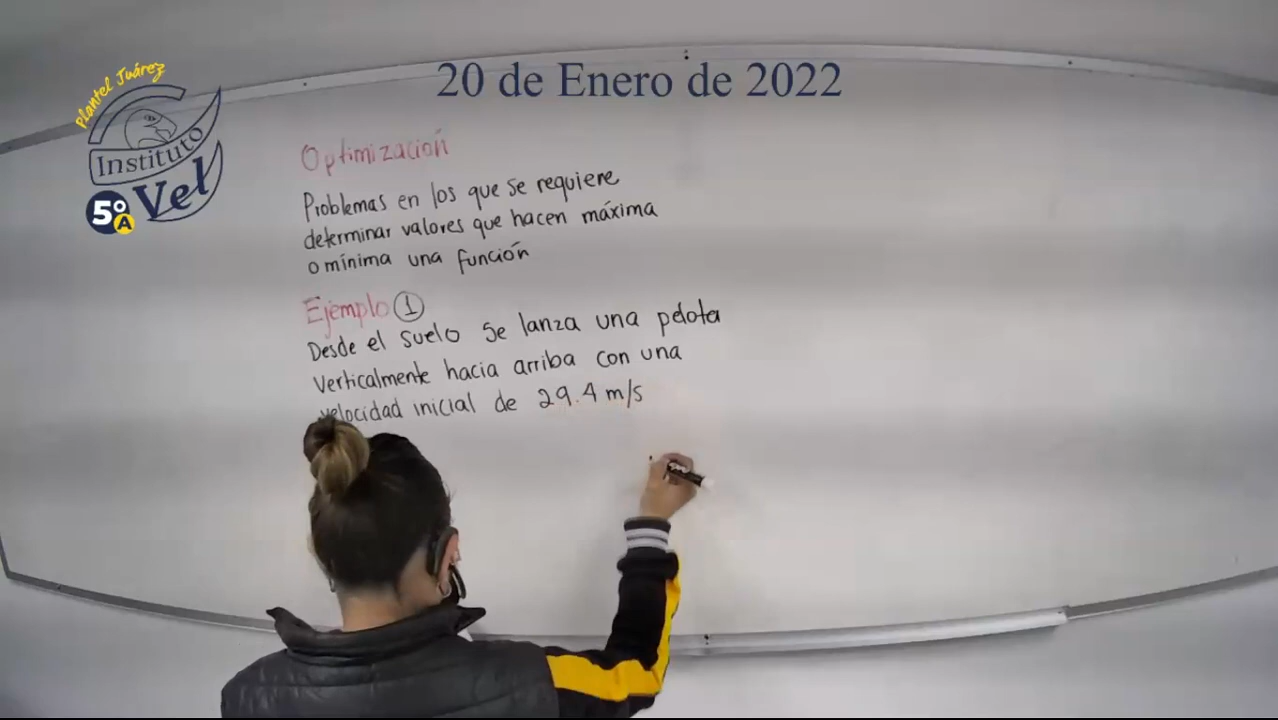 20 de Enero de 2022
Plantel Juárez
Instituto
Vel
5º A
Optimización
Problemas en los que se requiere
determinar valores que hacen máxima
o mínima una función
Ejemplo 1
Desde el suelo se lanza una pelota
verticalmente hacia arriba con una
velocidad inicial de 29.4 m/s